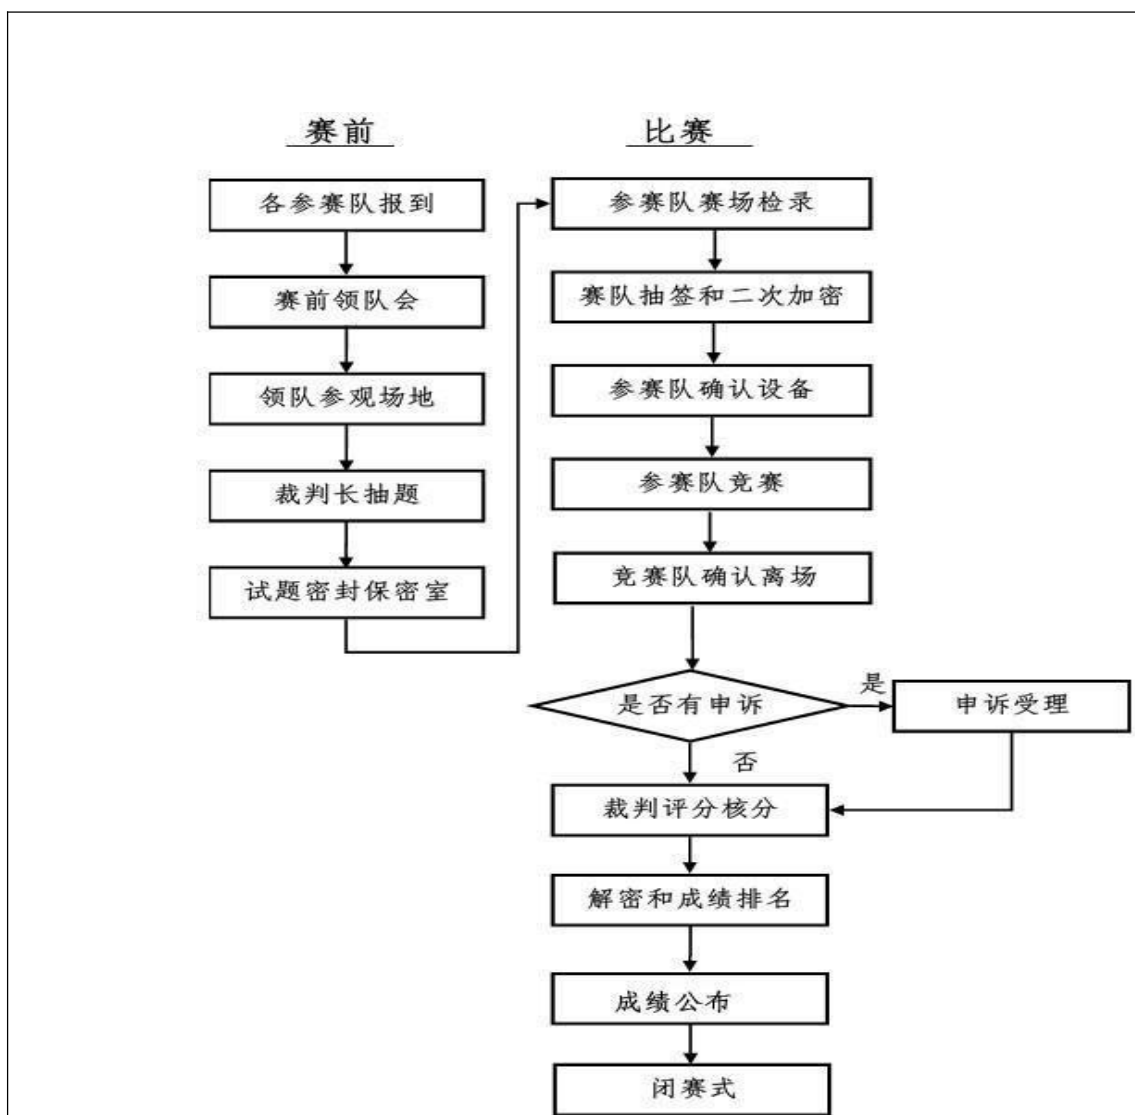 赛前
各参赛队报到
赛前领队会
领队参观场地
裁判长抽题
试题密封保密室
比赛
参赛队赛场检录
赛队抽签和二次加密
参赛队确认设备
参赛队竞赛
竞赛队确认离场
是否有申诉
是
申诉受理
否
裁判评分核分
解密和成绩排名
成绩公布
闭赛式